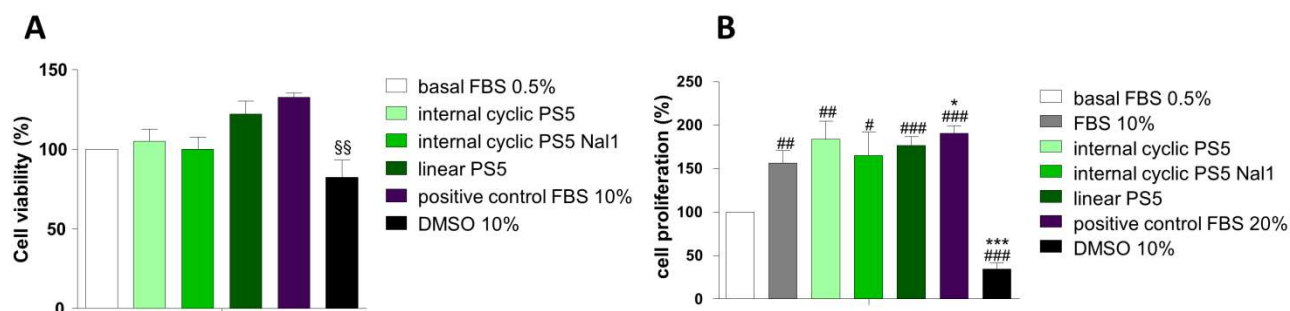 A
Cell viability (%)
150
100
50
0
§§
basal FBS 0.5%
internal cyclic PS5
internal cyclic PS5 Nal1
linear PS5
positive control FBS 10%
DMSO 10%
B
cell proliferation (%)
250
200
150
100
50
0
##
##
#
###
*
###
***
###
basal FBS 0.5%
FBS 10%
internal cyclic PS5
internal cyclic PS5 Nal1
linear PS5
positive control FBS 20%
DMSO 10%